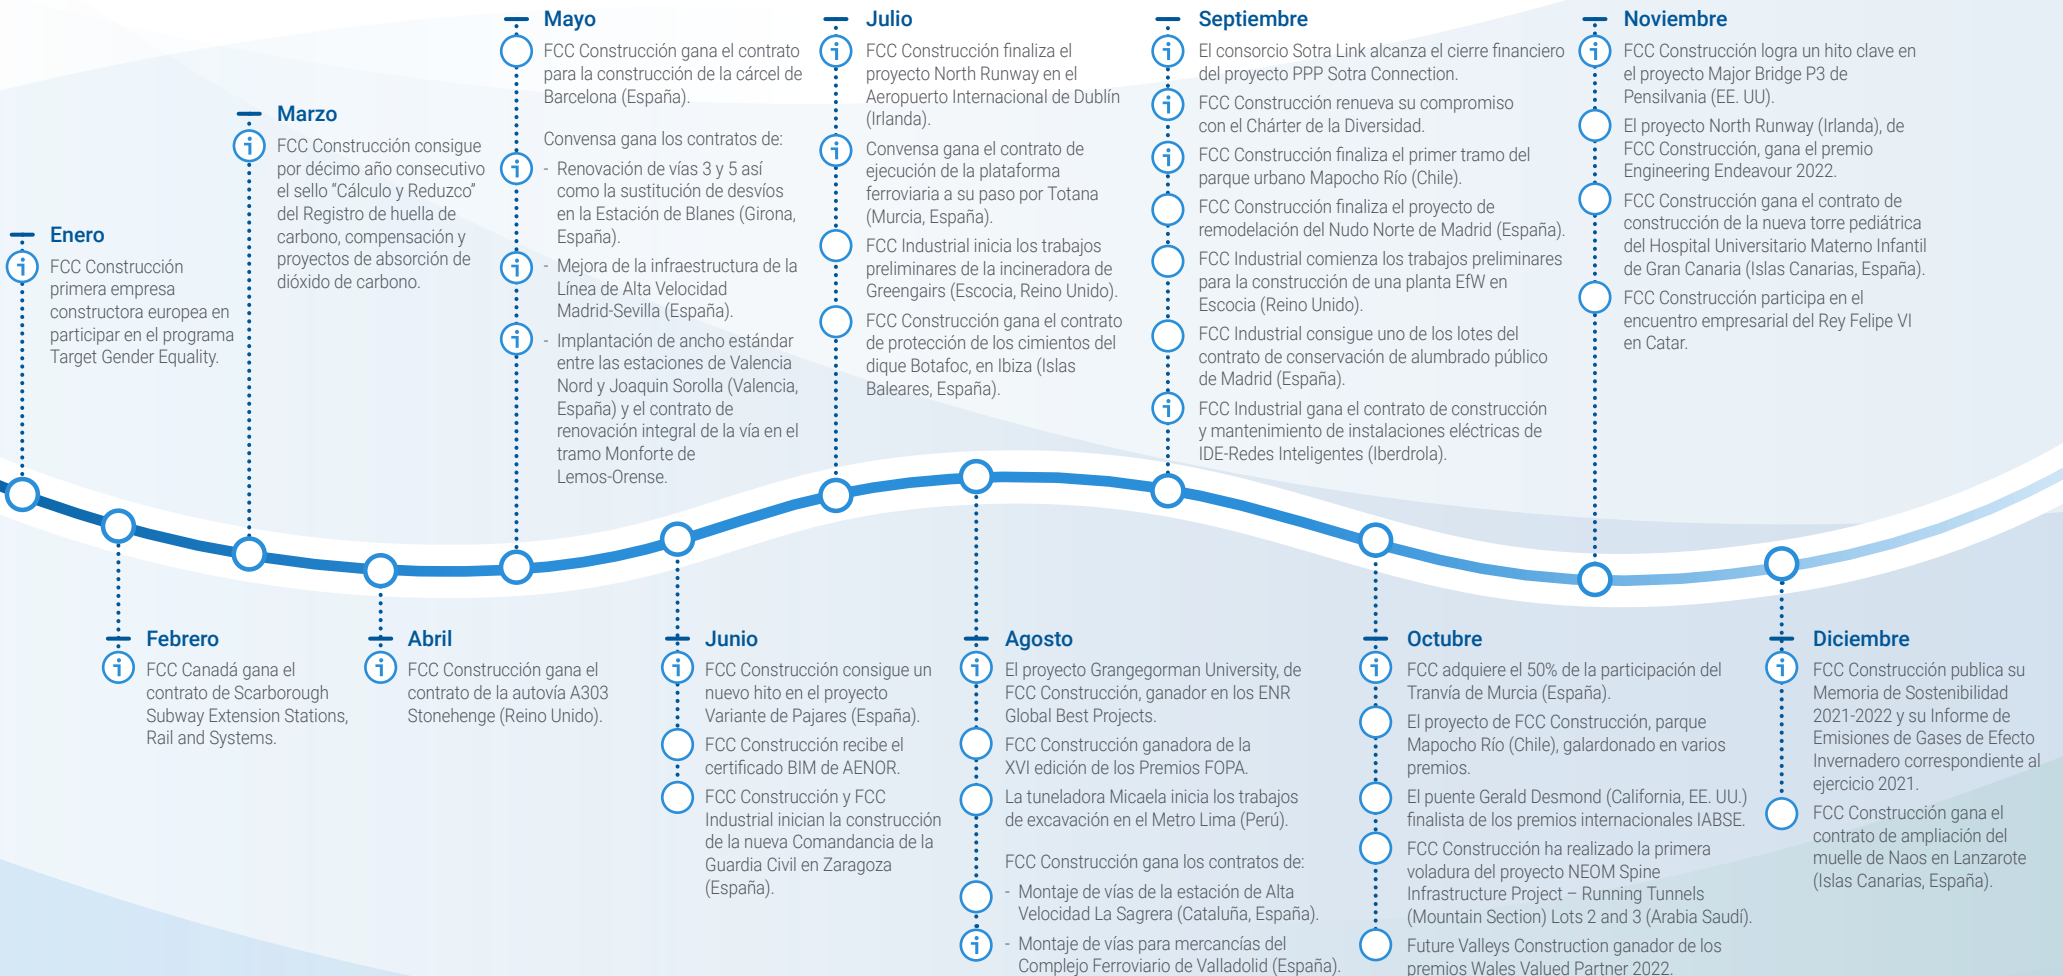 Enero
FCC Construcción
primera empresa
constructora europea en
participar en el programa
Target Gender Equality.
Febrero
FCC Canadá gana el
contrato de Scarborough
Subway Extension Stations,
Rail and Systems.
Marzo
FCC Construcción consigue
por décimo año consecutivo
el sello “Cálculo y Reduzco”
del Registro de huella de
carbono, compensación y
proyectos de absorción de
dióxido de carbono.
Abril
FCC Construcción gana el
contrato de la autovía A303
Stonehenge (Reino Unido).
Mayo
FCC Construcción gana el contrato
para la construcción de la cárcel de
Barcelona (España).
Convensa gana los contratos de:
- Renovación de vías 3 y 5 así
como la sustitución de desvíos
en la Estación de Blanes (Girona,
España).
- Mejora de la infraestructura de la
Línea de Alta Velocidad
Madrid-Sevilla (España).
- Implantación de ancho estándar
entre las estaciones de Valencia
Nord y Joaquin Sorolla (Valencia,
España) y el contrato de
renovación integral de la vía en el
tramo Monforte de
Lemos-Orense.
Junio
FCC Construcción consigue un
nuevo hito en el proyecto
Variante de Pajares (España).
FCC Construcción recibe el
certificado BIM de AENOR.
FCC Construcción y FCC
Industrial inician la construcción
de la nueva Comandancia de la
Guardia Civil en Zaragoza
(España).
Julio
FCC Construcción finaliza el
proyecto North Runway en el
Aeropuerto Internacional de Dublín
(Irlanda).
Convensa gana el contrato de
ejecución de la plataforma
ferroviaria a su paso por Totana
(Murcia, España).
FCC Industrial inicia los trabajos
preliminares de la incineradora de
Greengairs (Escocia, Reino Unido).
FCC Construcción gana el contrato
de protección de los cimientos del
dique Botafoc, en Ibiza (Islas
Baleares, España).
Agosto
El proyecto Grangegorman University, de
FCC Construcción, ganador en los ENR
Global Best Projects.
FCC Construcción ganadora de la
XVI edición de los Premios FOPA.
La tuneladora Micaela inicia los trabajos
de excavación en el Metro Lima (Perú).
FCC Construcción gana los contratos de:
- Montaje de vías de la estación de Alta
Velocidad La Sagrera (Cataluña, España).
- Montaje de vías para mercancías del
Complejo Ferroviario de Valladolid (España).
Septiembre
El consorcio Sotra Link alcanza el cierre financiero
del proyecto PPP Sotra Connection.
FCC Construcción renueva su compromiso
con el Chárter de la Diversidad.
FCC Construcción finaliza el primer tramo del
parque urbano Mapocho Río (Chile).
FCC Construcción finaliza el proyecto de
remodelación del Nudo Norte de Madrid (España).
FCC Industrial comienza los trabajos preliminares
para la construcción de una planta EfW en
Escocia (Reino Unido).
FCC Industrial consigue uno de los lotes del
contrato de conservación de alumbrado público
de Madrid (España).
FCC Industrial gana el contrato de construcción
y mantenimiento de instalaciones eléctricas de
IDE-Redes Inteligentes (Iberdrola).
Octubre
FCC adquiere el 50% de la participación del
Tranvía de Murcia (España).
El proyecto de FCC Construcción, parque
Mapocho Río (Chile), galardonado en varios
premios.
El puente Gerald Desmond (California, EE. UU.)
finalista de los premios internacionales IABSE.
FCC Construcción ha realizado la primera
voladura del proyecto NEOM Spine
Infrastructure Project – Running Tunnels
(Mountain Section) Lots 2 and 3 (Arabia Saudí).
Future Valleys Construction ganador de los
premios Wales Valued Partner 2022.
Noviembre
FCC Construcción logra un hito clave en
el proyecto Major Bridge P3 de
Pensilvania (EE. UU).
El proyecto North Runway (Irlanda), de
FCC Construcción, gana el premio
Engineering Endeavour 2022.
FCC Construcción gana el contrato de
construcción de la nueva torre pediátrica
del Hospital Universitario Materno Infantil
de Gran Canaria (Islas Canarias, España).
FCC Construcción participa en el
encuentro empresarial del Rey Felipe VI
en Catar.
Diciembre
FCC Construcción publica su
Memoria de Sostenibilidad
2021-2022 y su Informe de
Emisiones de Gases de Efecto
Invernadero correspondiente al
ejercicio 2021.
FCC Construcción gana el
contrato de ampliación del
muelle de Naos en Lanzarote
(Islas Canarias, España).